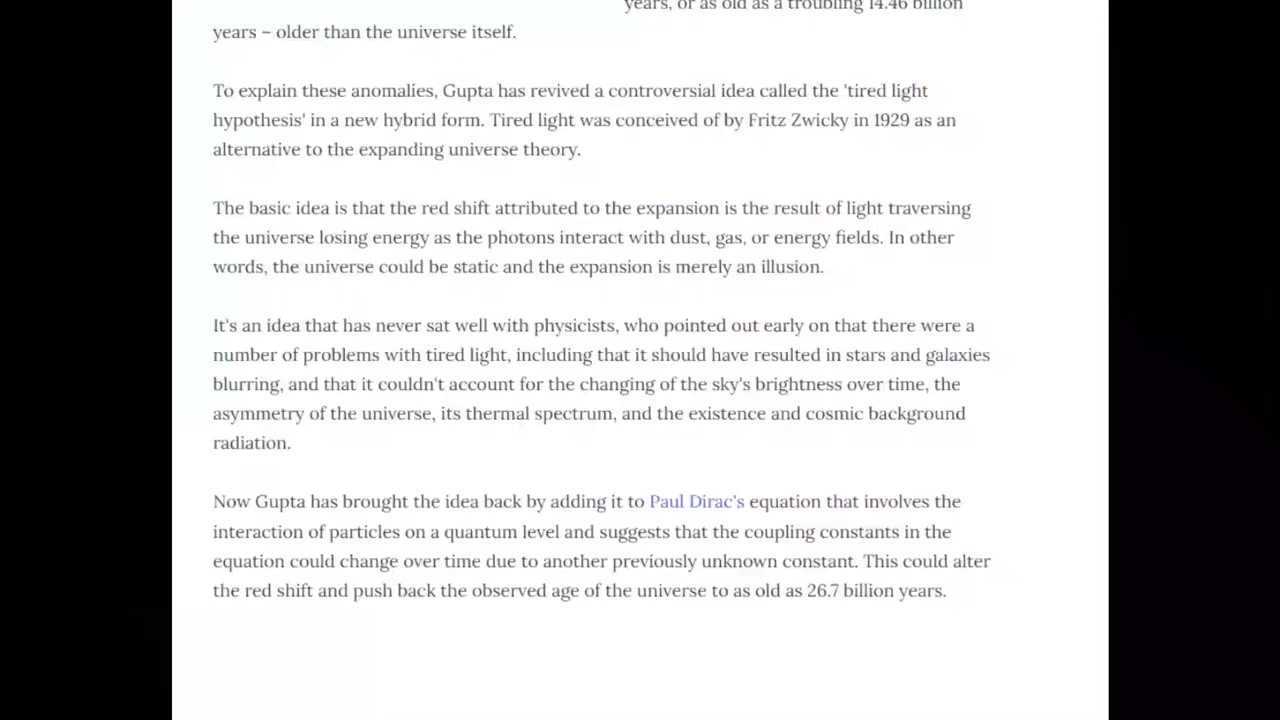 years, or as old as a troubling 14.46 billion
years – older than the universe itself.
To explain these anomalies, Gupta has revived a controversial idea called the 'tired light
hypothesis' in a new hybrid form. Tired light was conceived of by Fritz Zwicky in 1929 as an
alternative to the expanding universe theory.
The basic idea is that the red shift attributed to the expansion is the result of light traversing
the universe losing energy as the photons interact with dust, gas, or energy fields. In other
words, the universe could be static and the expansion is merely an illusion.
It's an idea that has never sat well with physicists, who pointed out early on that there were a
number of problems with tired light, including that it should have resulted in stars and galaxies
blurring, and that it couldn't account for the changing of the sky's brightness over time, the
asymmetry of the universe, its thermal spectrum, and the existence and cosmic background
radiation.
Now Gupta has brought the idea back by adding it to Paul Dirac's equation that involves the
interaction of particles on a quantum level and suggests that the coupling constants in the
equation could change over time due to another previously unknown constant. This could alter
the red shift and push back the observed age of the universe to as old as 26.7 billion years.